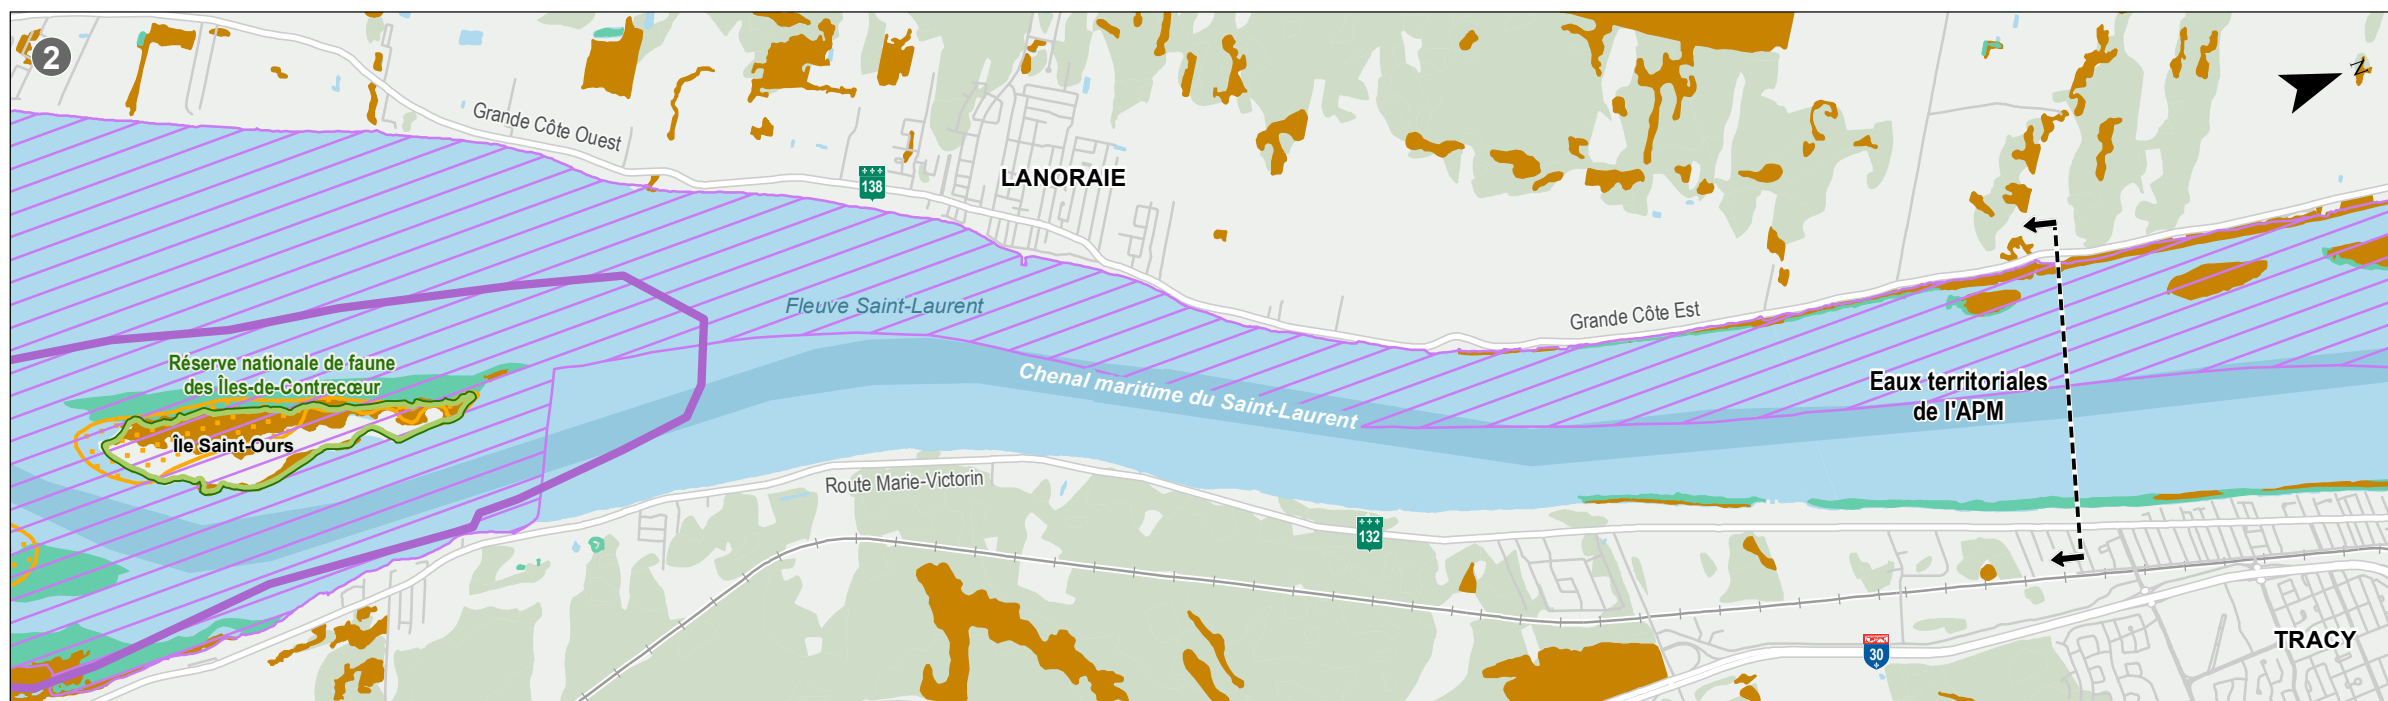 2
N
Grande Côte Ouest
138
LANORAIE
Fleuve Saint-Laurent
Grande Côte Est
Réserve nationale de faune
des Îles-de-Contrecœur
Île Saint-Ours
Chenal maritime du Saint-Laurent
Eaux territoriales
de l'APM
Route Marie-Victorin
132
30
TRACY